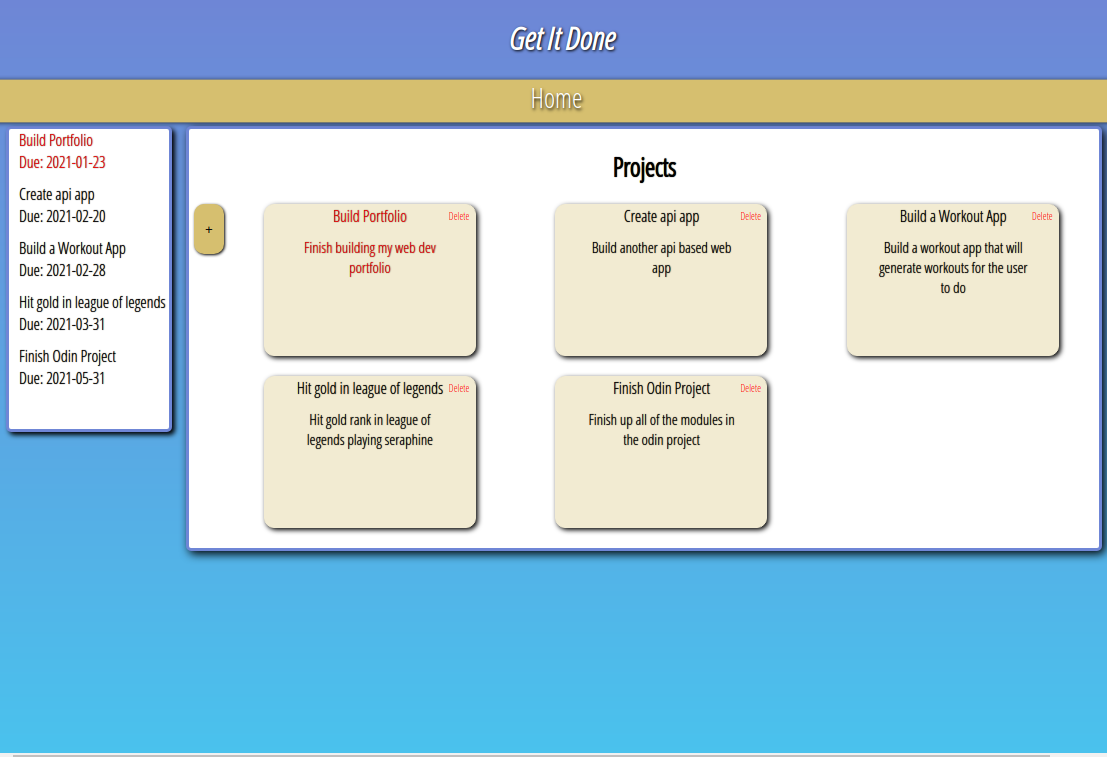 Get It Done
Home
Build Portfolio
Due: 2021-01-23
Create api app
Due: 2021-02-20
Build a Workout App
Due: 2021-02-28
Hit gold in league of legends
Due: 2021-03-31
Finish Odin Project
Due: 2021-05-31
Projects
+
Build Portfolio Delete
Finish building my web dev
portfolio
Create api app Delete
Build another api based web
app
Build a Workout App Delete
Build a workout app that will
generate workouts for the user
to do
Hit gold in league of legends Delete
Hit gold rank in league of
legends playing seraphine
Finish Odin Project Delete
Finish up all of the modules in
the odin project